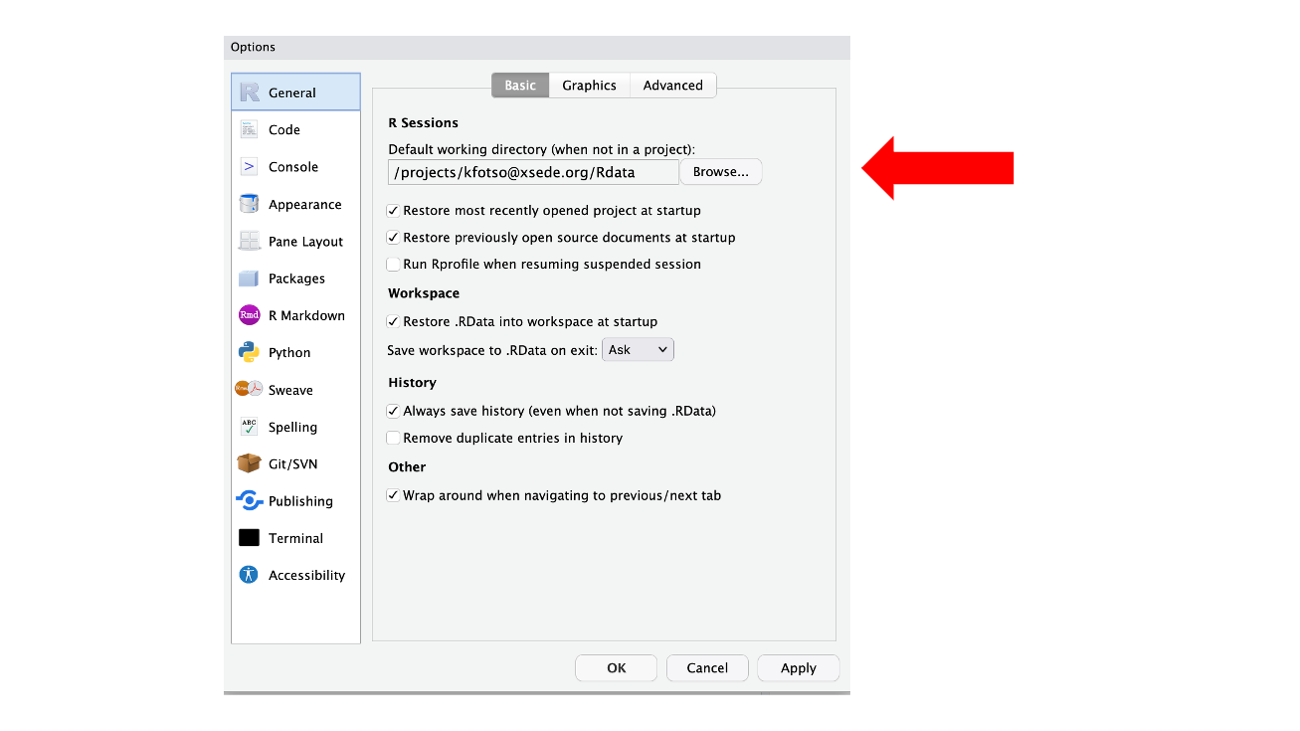 Options
General
Code
Console
Appearance
Pane Layout
Packages
Rmd R Markdown
Python
Sweave
ABC Spelling
Git/SVN
Publishing
Terminal
Accessibility
Basic Graphics Advanced
R Sessions
Default working directory (when not in a project):
/projects/kfotso@xsede.org/Rdata Browse...
Restore most recently opened project at startup
Restore previously open source documents at startup
Run Rprofile when resuming suspended session
Workspace
Restore .RData into workspace at startup
Save workspace to .RData on exit: Ask
History
Always save history (even when not saving .RData)
Remove duplicate entries in history
Other
Wrap around when navigating to previous/next tab
OK Cancel Apply